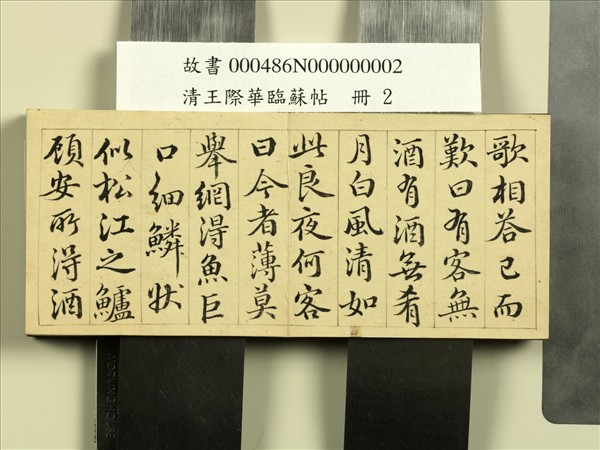 故書 000486N000000002
清王際華臨蘇帖 冊 2
歌相答已而
歎曰有客無
酒有酒無肴
月白風清如
此良夜何客
曰今者薄莫
舉網得魚巨
口細鱗狀
似松江之鱸
顧安所得酒
WORKING HOUSE